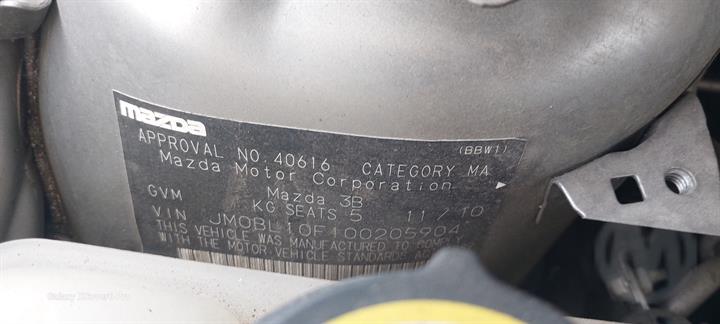 mazda
(BBW1)
APPROVAL NO. 40616 CATEGORY MA
Mazda Motor Corporation
Mazda 3B
GVM KG SEATS 5 11/10
VIN JM0BL10F100205904
THIS VEHICLE WAS MANUFACTURED TO COMPLY
WITH THE MOTOR VEHICLE STANDARDS